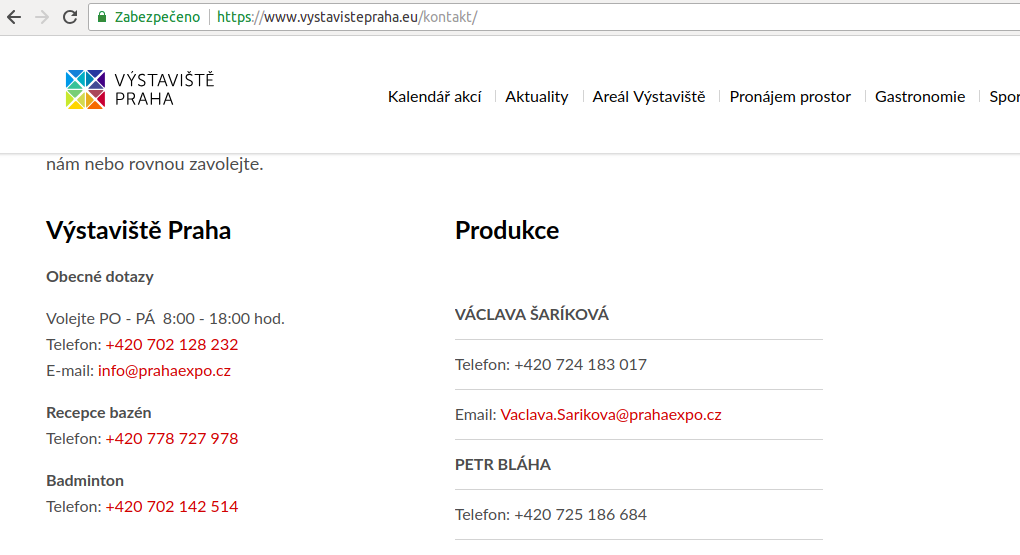 Zabezpečeno https://www.vystavistepraha.eu/kontakt/
VÝSTAVIŠTĚ
PRAHA
Kalendář akcí Aktuality Areál Výstaviště Pronájem prostor Gastronomie Spor
nám nebo rovnou zavolejte.
Výstaviště Praha
Obecné dotazy
Volejte PO - PÁ 8:00 - 18:00 hod.
Telefon: +420 702 128 232
E-mail: info@prahaexpo.cz
Recepce bazén
Telefon: +420 778 727 978
Badminton
Telefon: +420 702 142 514
Produkce
VÁCLAVA ŠARÍKOVÁ
Telefon: +420 724 183 017
Email: Vaclava.Sarikova@prahaexpo.cz
PETR BLÁHA
Telefon: +420 725 186 684